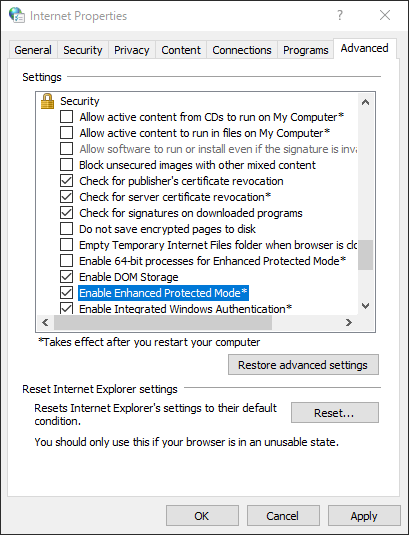 Internet Properties
General Security Privacy Content Connections Programs Advanced
Settings
Security
Allow active content from CDs to run on My Computer*
Allow active content to run in files on My Computer*
Allow software to run or install even if the signature is inva
Block unsecured images with other mixed content
Check for publisher's certificate revocation
Check for server certificate revocation*
Check for signatures on downloaded programs
Do not save encrypted pages to disk
Empty Temporary Internet Files folder when browser is clo
Enable 64-bit processes for Enhanced Protected Mode*
Enable DOM Storage
Enable Enhanced Protected Mode*
Enable Integrated Windows Authentication*
*Takes effect after you restart your computer
Restore advanced settings
Reset Internet Explorer settings
Resets Internet Explorer's settings to their default
condition.
Reset...
You should only use this if your browser is in an unusable state.
OK Cancel Apply